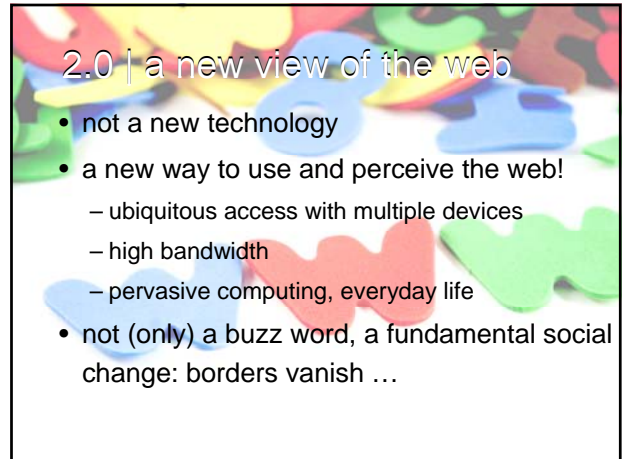 2.0 | a new view of the web
• not a new technology
• a new way to use and perceive the web!
– ubiquitous access with multiple devices
– high bandwidth
– pervasive computing, everyday life
• not (only) a buzz word, a fundamental social
change: borders vanish …